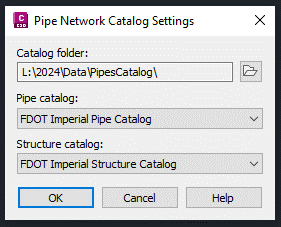 C
C3D
Pipe Network Catalog Settings
Catalog folder:
L:\2024\Data\PipesCatalog\
Pipe catalog:
FDOT Imperial Pipe Catalog
Structure catalog:
FDOT Imperial Structure Catalog
OK Cancel Help